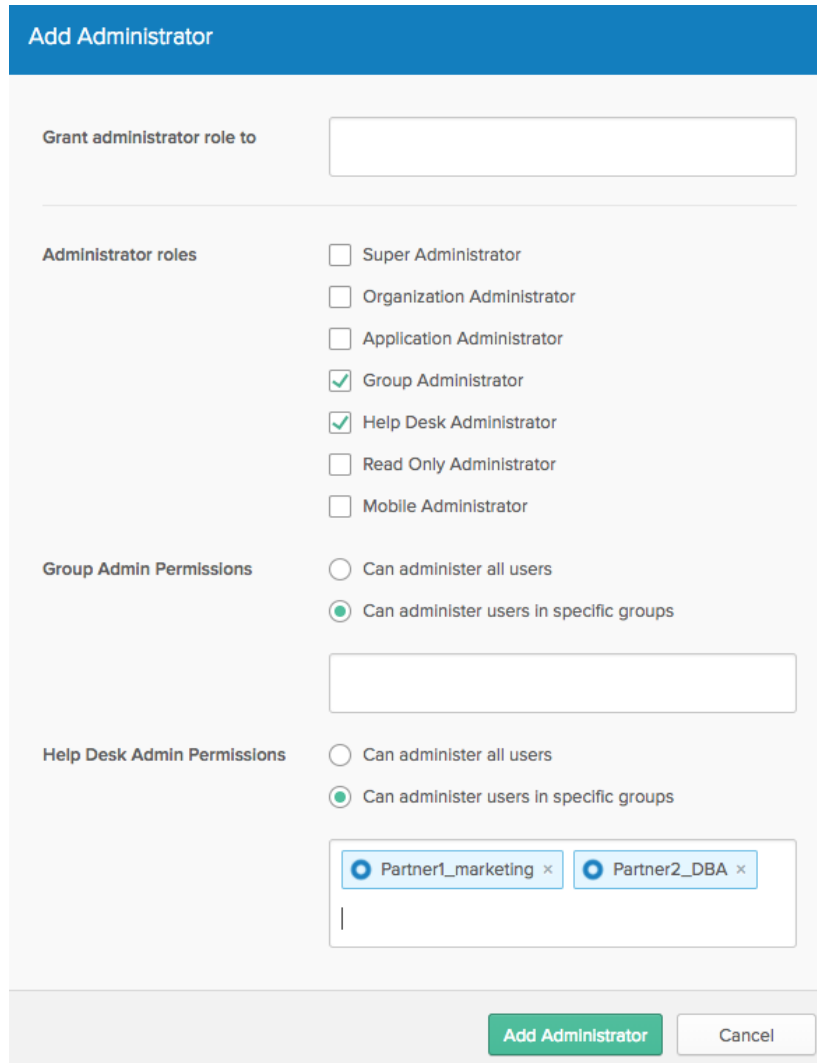 Add Administrator
Grant administrator role to
Administrator roles
Super Administrator
Organization Administrator
Application Administrator
Group Administrator
Help Desk Administrator
Read Only Administrator
Mobile Administrator
Group Admin Permissions
Can administer all users
Can administer users in specific groups
Help Desk Admin Permissions
Can administer all users
Can administer users in specific groups
Partner1_marketing × Partner2_DBA ×
Add Administrator Cancel